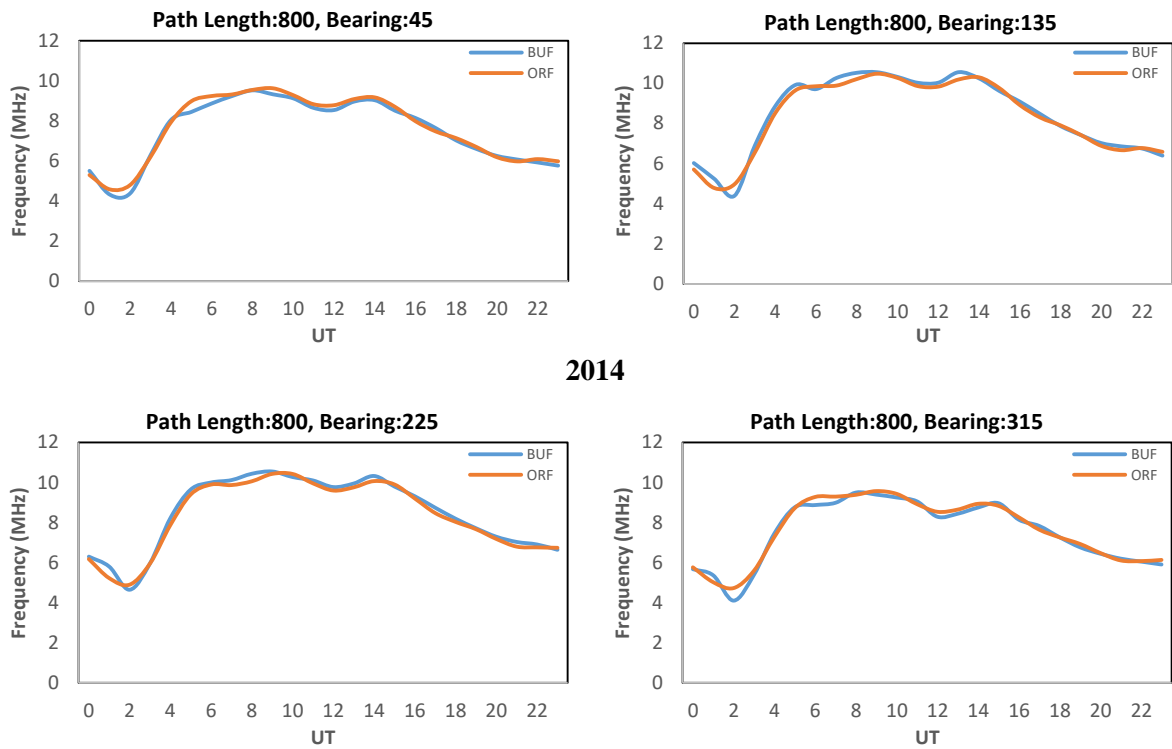 Path Length:800, Bearing:45
12
10
8
6
4
2
0
Frequency (MHz)
BUF
ORF
0 2 4 6 8 10 12 14 16 18 20 22
UT
Path Length:800, Bearing:135
12
10
8
6
4
2
0
Frequency (MHz)
BUF
ORF
0 2 4 6 8 10 12 14 16 18 20 22
UT
2014
Path Length:800, Bearing:225
12
10
8
6
4
2
0
Frequency (MHz)
BUF
ORF
0 2 4 6 8 10 12 14 16 18 20 22
UT
Path Length:800, Bearing:315
12
10
8
6
4
2
0
Frequency (MHz)
BUF
ORF
0 2 4 6 8 10 12 14 16 18 20 22
UT